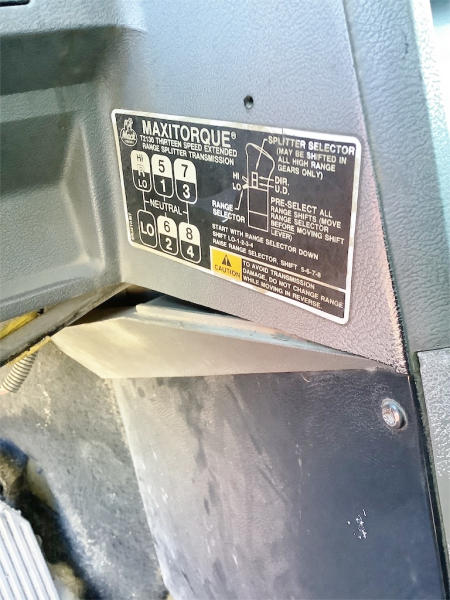 Mack
MAXITORQUE®
T2130 THIRTEEN SPEED EXTENDED
RANGE SPLITTER TRANSMISSION
HI 5 7
R
LO 1 3
NEUTRAL
LO 6 8
2 4
SPLITTER SELECTOR
(MAY BE SHIFTED IN
ALL HIGH RANGE
GEARS ONLY)
HI
LO
DIR.
U.D.
RANGE
SELECTOR
PRE-SELECT ALL
RANGE SHIFTS (MOVE
RANGE SELECTOR
BEFORE MOVING SHIFT
LEVER)
START WITH RANGE SELECTOR DOWN
SHIFT LO-1-2-3-4
RAISE RANGE SELECTOR, SHIFT 5-6-7-8
CAUTION
TO AVOID TRANSMISSION
DAMAGE, DO NOT CHANGE RANGE
WHILE MOVING IN REVERSE.